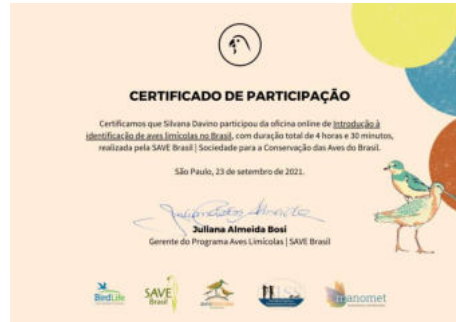 CERTIFICADO DE PARTICIPAÇÃO
Certificamos que Silvana Davino participou da oficina online de Introdução à
identificação de aves limícolas no Brasil, com duração total de 4 horas e 30 minutos,
realizada pela SAVE Brasil | Sociedade para a Conservação das Aves do Brasil.
São Paulo, 23 de setembro de 2021.
Juliana Almeida Bosi
Gerente do Programa Aves Limícolas | SAVE Brasil
BirdLife
SAVE
Brasil
manomet